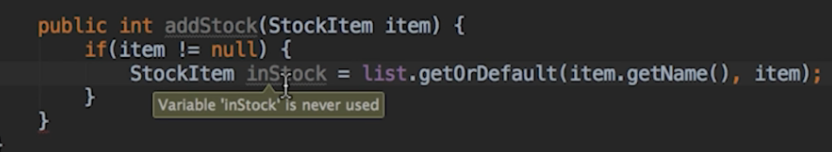 public int addStock(StockItem item) {
if(item != null) {
StockItem inStock = list.getOrDefault(item.getName(), item);
}
Variable 'inStock' is never used
}